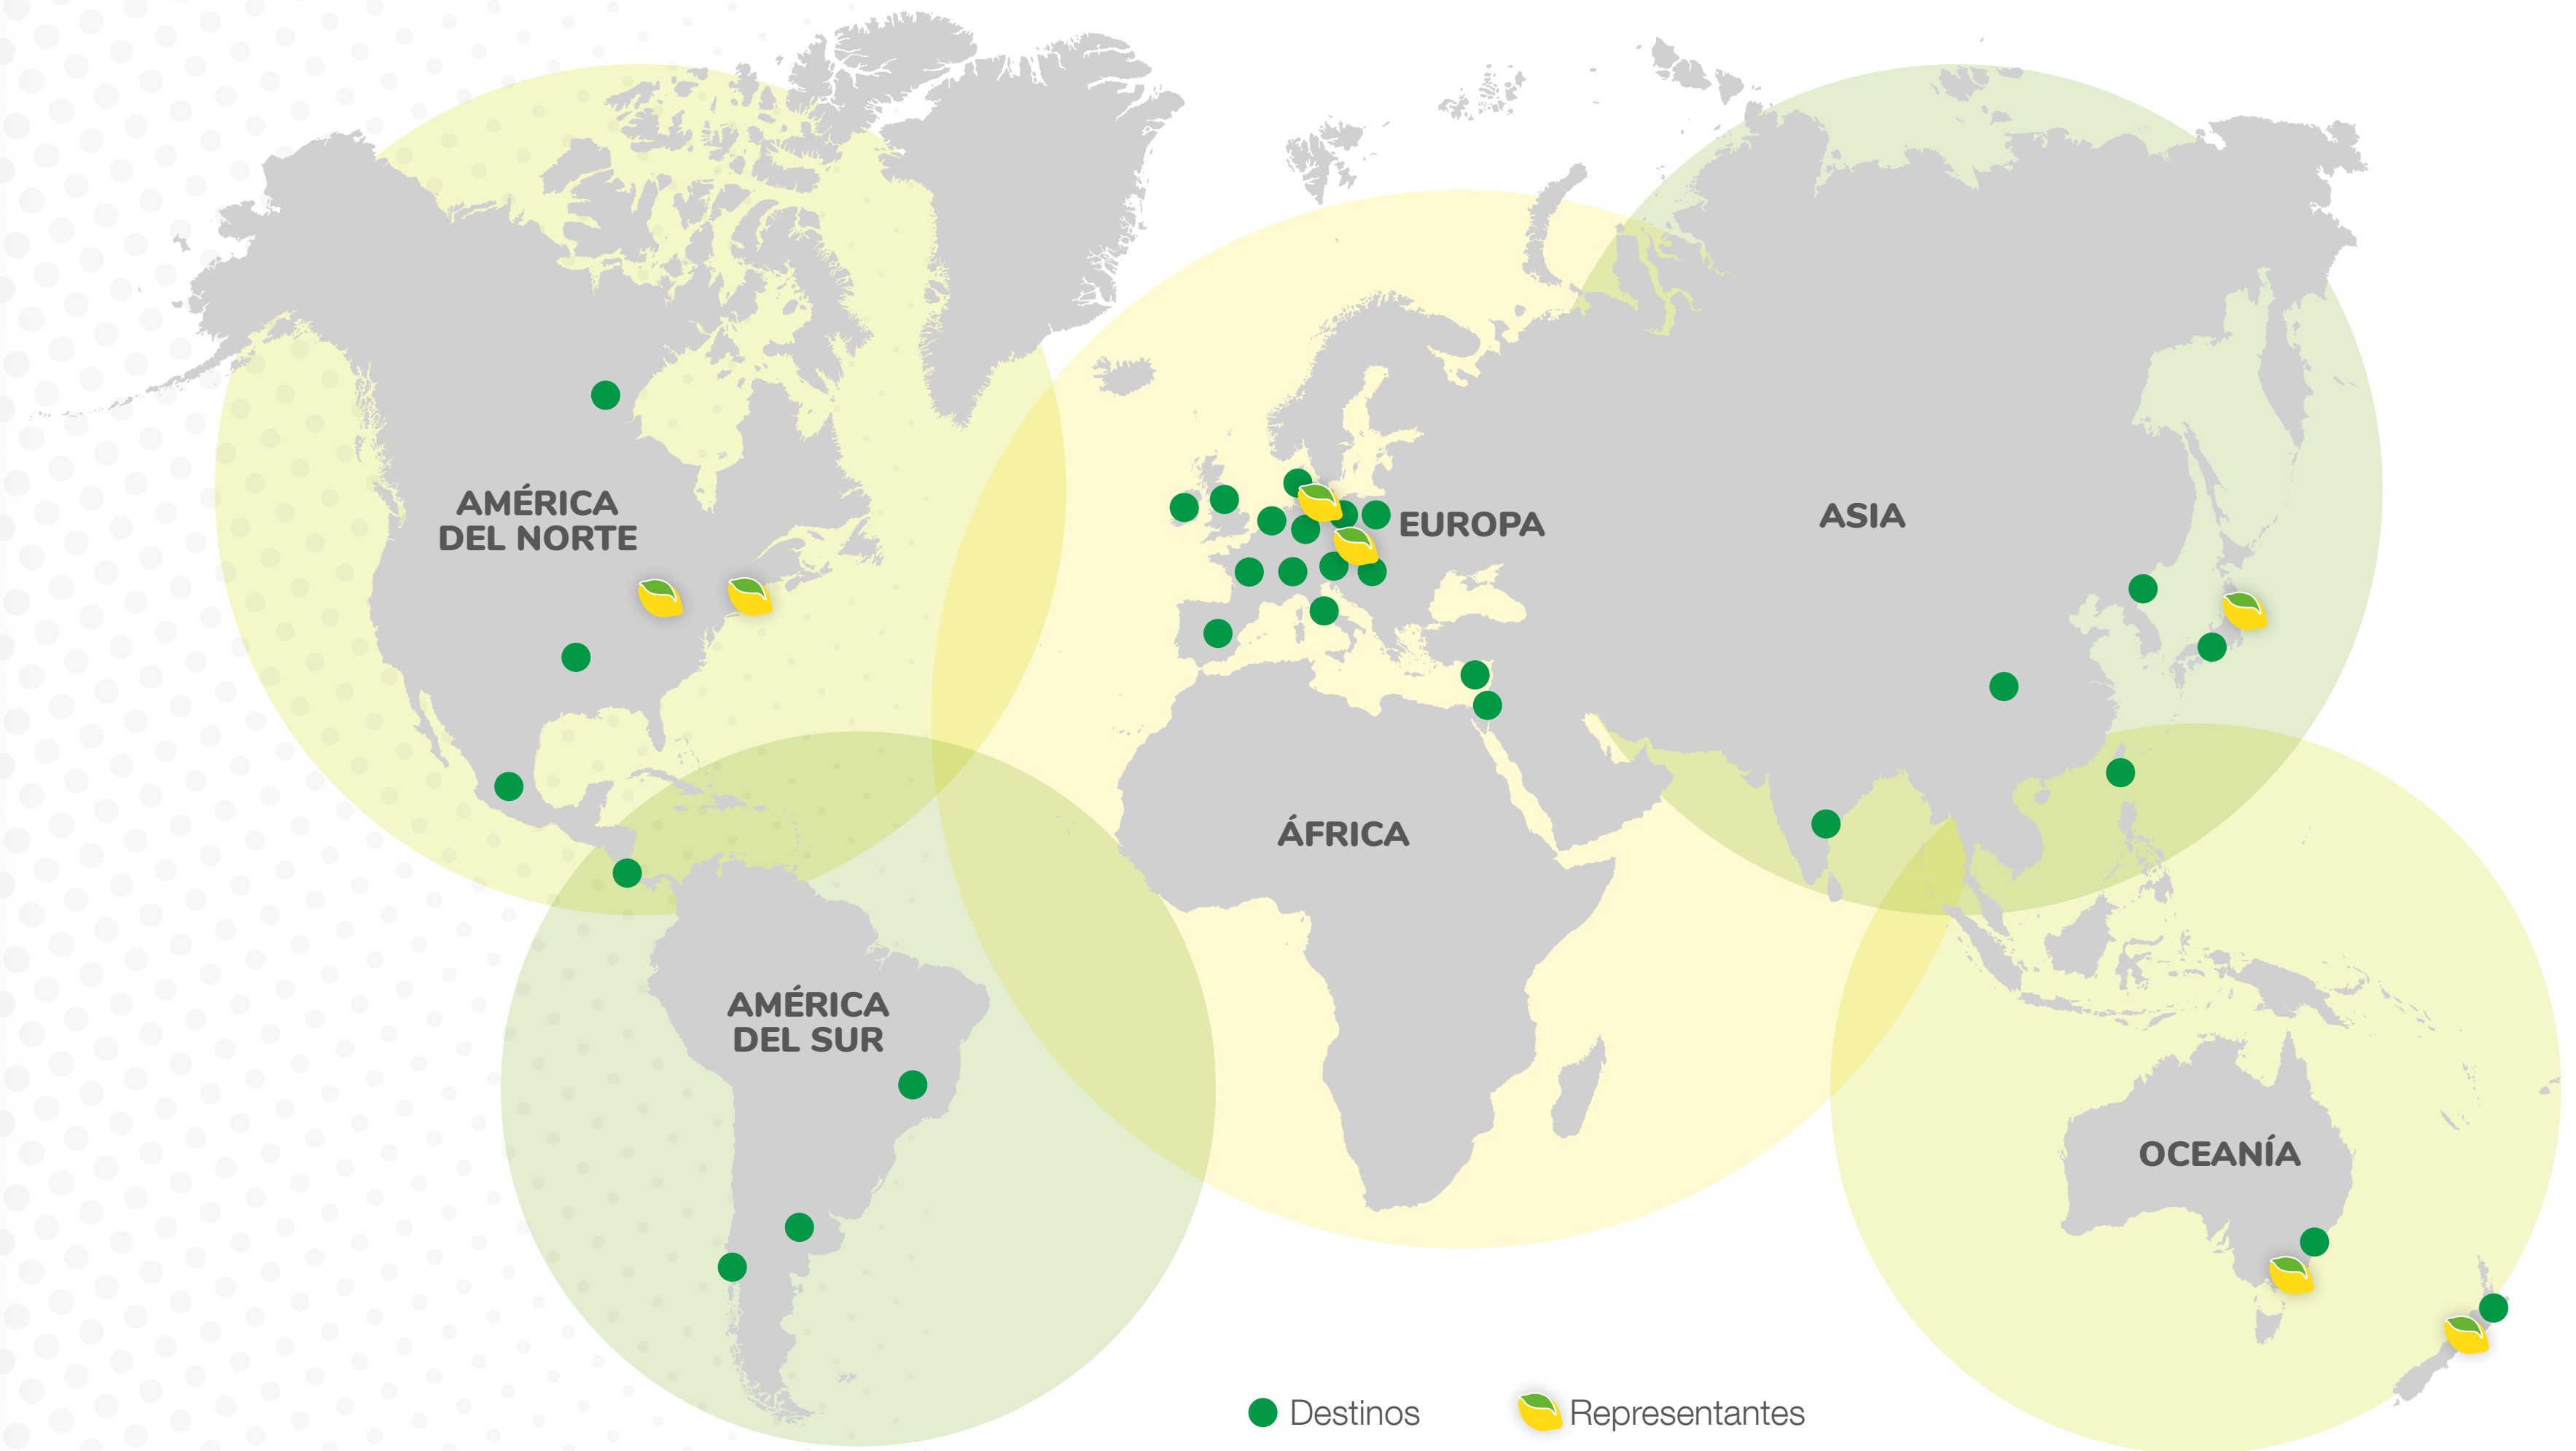 AMÉRICA
DEL NORTE
EUROPA
ASIA
ÁFRICA
AMÉRICA
DEL SUR
OCEANÍA
Destinos
Representantes